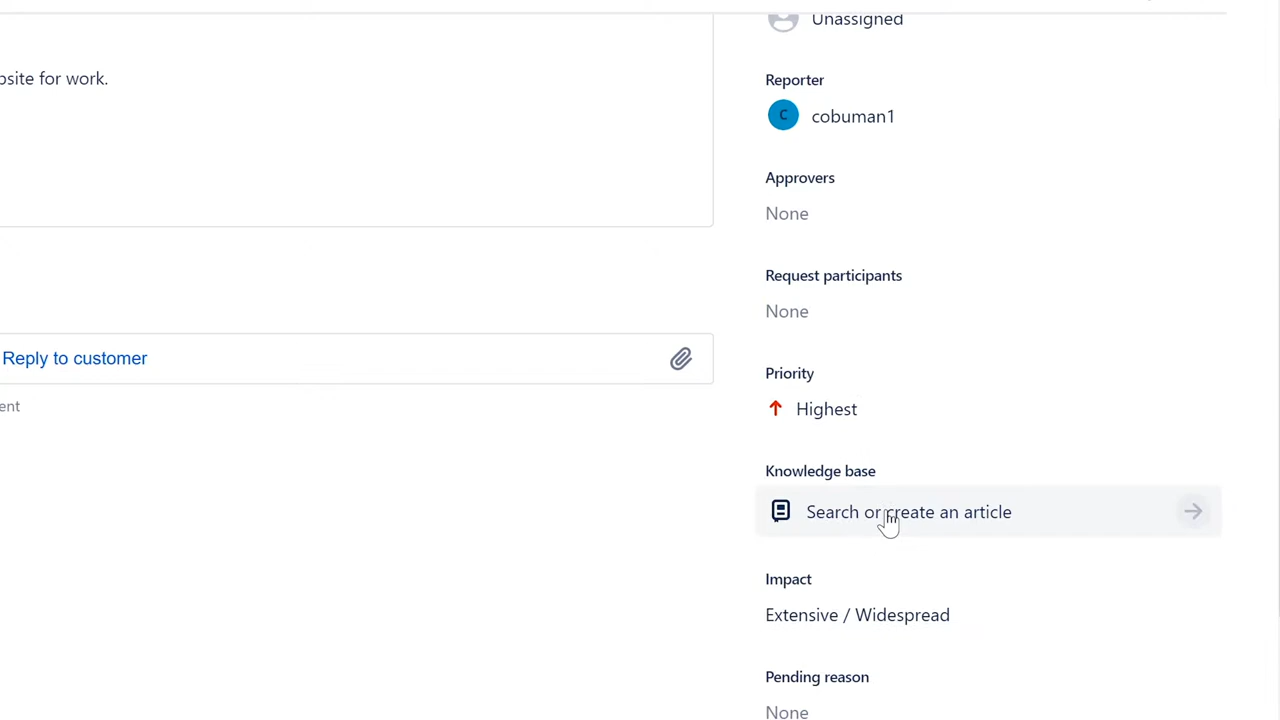 Unassigned
bsite for work.
Reporter
C cobuman1
Approvers
None
Request participants
None
Reply to customer
Priority
Highest
ent
Knowledge base
Search or create an article
Impact
Extensive / Widespread
Pending reason
None